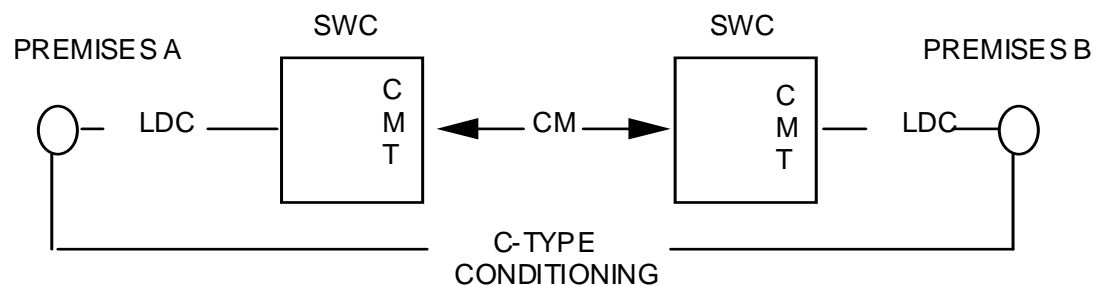 SWC SWC
PREMISES A PREMISES B
C
M
T
C
M
T
LDC CM LDC
C-TYPE
CONDITIONING